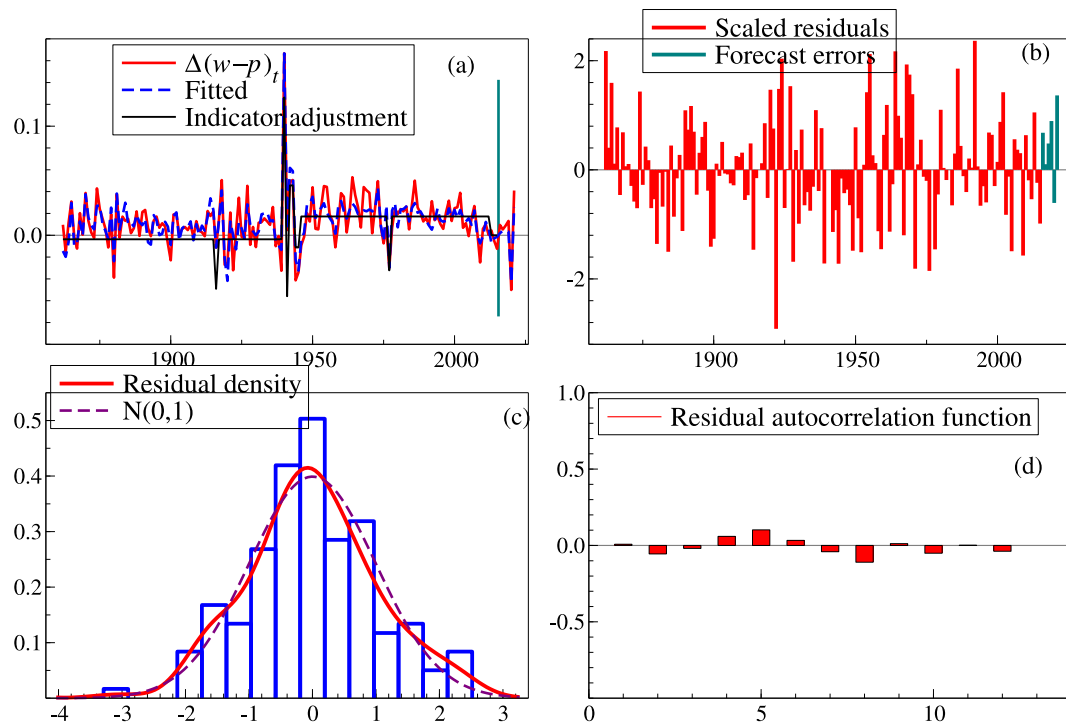 Δ(w−p)t
Fitted
Indicator adjustment
(a)
0.1
0.0
1900
1950
2000
Scaled residuals
Forecast errors
(b)
2
0
-2
1900
1950
2000
Residual density
N(0,1)
(c)
0.5
0.4
0.3
0.2
0.1
-4
-3
-2
-1
0
1
2
3
Residual autocorrelation function
(d)
1.0
0.5
0.0
-0.5
0
5
10